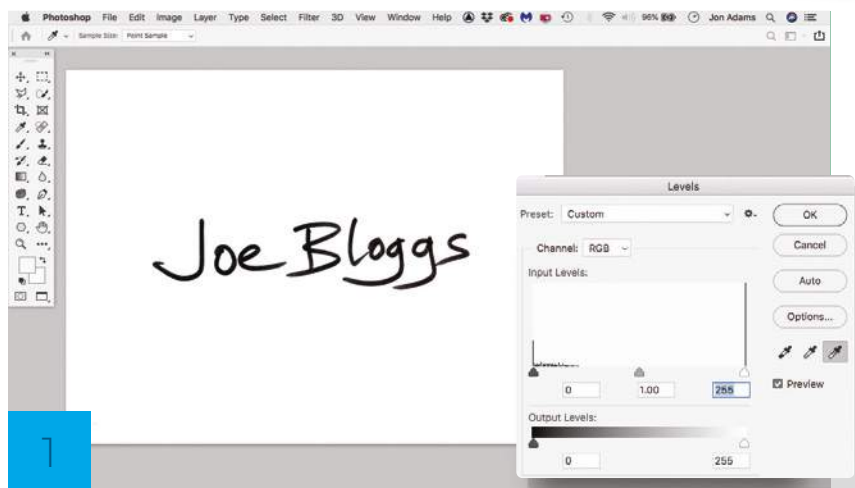 Photoshop File Edit Image Layer Type Select Filter 3D View Window Help 96% Jon Adams
Sample Size: Point Sample
Joe Bloggs
Levels
Preset: Custom OK
Channel: RGB Cancel
Input Levels: Auto
Options...
0 1.00 255 Preview
Output Levels:
0 255
1